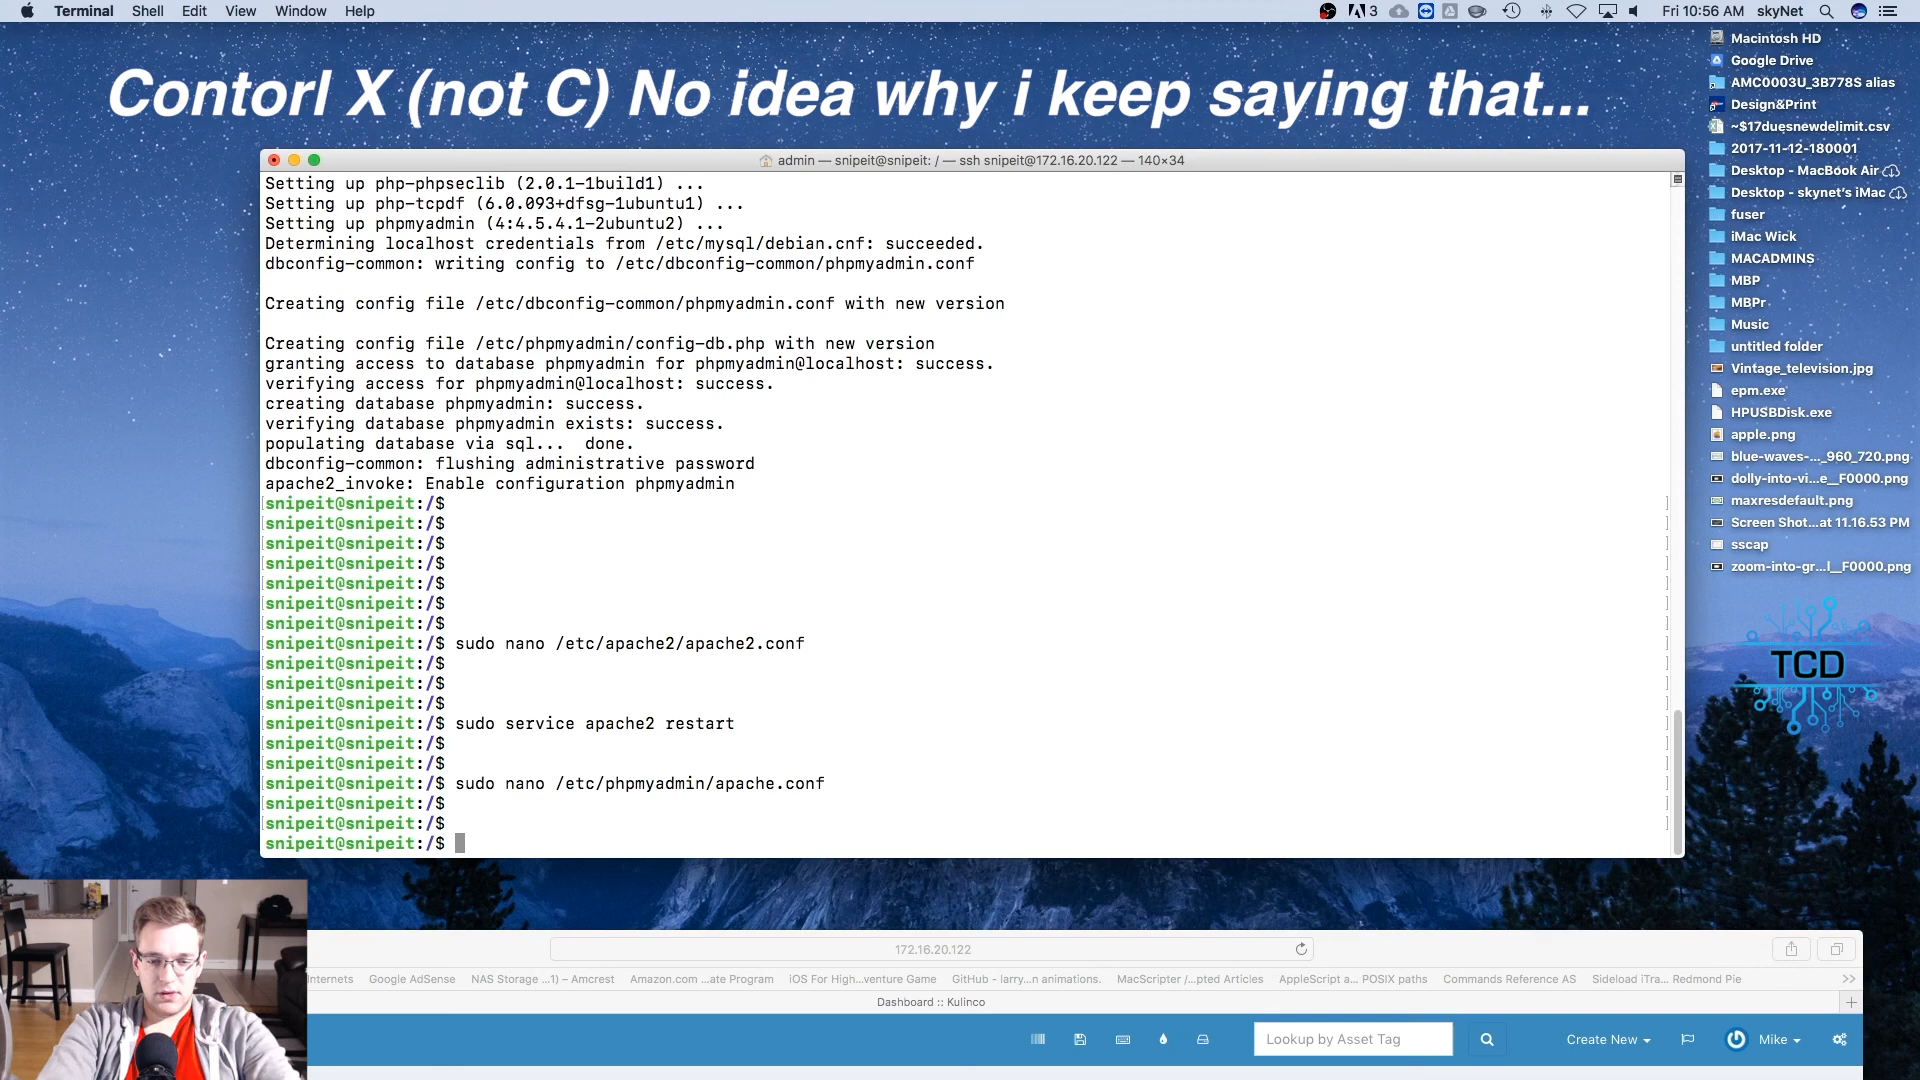 Terminal Shell Edit View Window Help 3 Fri 10:56 AM skyNet
Contorl X (not C) No idea why i keep saying that...
admin — snipeit@snipeit: / — ssh snipeit@172.16.20.122 — 140×34
Setting up php-phpseclib (2.0.1-1build1) ...
Setting up php-tcpdf (6.0.093+dfsg-1ubuntu1) ...
Setting up phpmyadmin (4:4.5.4.1-2ubuntu2) ...
Determining localhost credentials from /etc/mysql/debian.cnf: succeeded.
dbconfig-common: writing config to /etc/dbconfig-common/phpmyadmin.conf
Creating config file /etc/dbconfig-common/phpmyadmin.conf with new version
Creating config file /etc/phpmyadmin/config-db.php with new version
granting access to database phpmyadmin for phpmyadmin@localhost: success.
verifying access for phpmyadmin@localhost: success.
creating database phpmyadmin: success.
verifying database phpmyadmin exists: success.
populating database via sql...  done.
dbconfig-common: flushing administrative password
apache2_invoke: Enable configuration phpmyadmin
[snipeit@snipeit:/$ ]
[snipeit@snipeit:/$ ]
[snipeit@snipeit:/$ ]
[snipeit@snipeit:/$ ]
[snipeit@snipeit:/$ ]
[snipeit@snipeit:/$ ]
[snipeit@snipeit:/$ ]
[snipeit@snipeit:/$ sudo nano /etc/apache2/apache2.conf ]
[snipeit@snipeit:/$ ]
[snipeit@snipeit:/$ ]
[snipeit@snipeit:/$ ]
[snipeit@snipeit:/$ sudo service apache2 restart ]
[snipeit@snipeit:/$ ]
[snipeit@snipeit:/$ ]
[snipeit@snipeit:/$ sudo nano /etc/phpmyadmin/apache.conf ]
[snipeit@snipeit:/$ ]
[snipeit@snipeit:/$ ]
snipeit@snipeit:/$
Macintosh HD
Google Drive
AMC0003U_3B778S alias
Design&Print
~$17duesnewdelimit.csv
2017-11-12-180001
Desktop - MacBook Air
Desktop - skynet's iMac
fuser
iMac Wick
MACADMINS
MBP
MBPr
Music
untitled folder
Vintage_television.jpg
epm.exe
HPUSBDisk.exe
apple.png
blue-waves-..._960_720.png
dolly-into-vi...e__F0000.png
maxresdefault.png
Screen Shot...at 11.16.53 PM
sscap
zoom-into-gr...l__F0000.png
TCD
172.16.20.122
Internets Google AdSense NAS Storage ...1) – Amcrest Amazon.com ...ate Program iOS For High...venture Game GitHub - larry...n animations. MacScripter /...pted Articles AppleScript a... POSIX paths Commands Reference AS Sideload iTra... Redmond Pie >>
Dashboard :: Kulinco
Lookup by Asset Tag Create New Mike